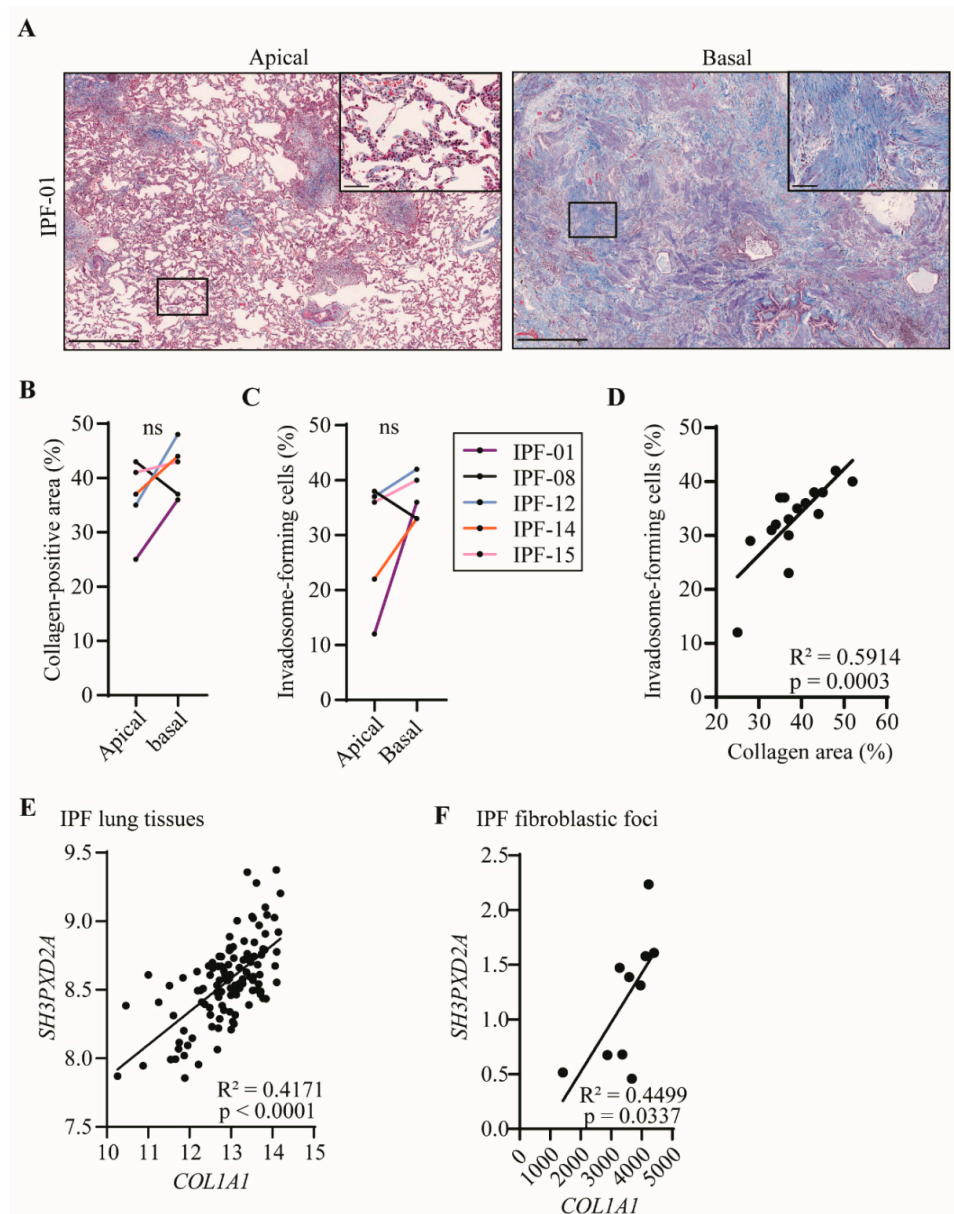 A
Apical
Basal
IPF-01
B
Collagen-positive area (%)
50
40
30
20
10
0
ns
Apical
basal
C
Invadosome-forming cells (%)
50
40
30
20
10
0
ns
Apical
Basal
IPF-01
IPF-08
IPF-12
IPF-14
IPF-15
D
Invadosome-forming cells (%)
50
40
30
20
10
0
R² = 0.5914
p = 0.0003
20 30 40 50 60
Collagen area (%)
E IPF lung tissues
SH3PXD2A
9.5
9.0
8.5
8.0
7.5
R² = 0.4171
p < 0.0001
10 11 12 13 14 15
COL1A1
F IPF fibroblastic foci
SH3PXD2A
2.5
2.0
1.5
1.0
0.5
0.0
R² = 0.4499
p = 0.0337
0 1000 2000 3000 4000 5000
COL1A1